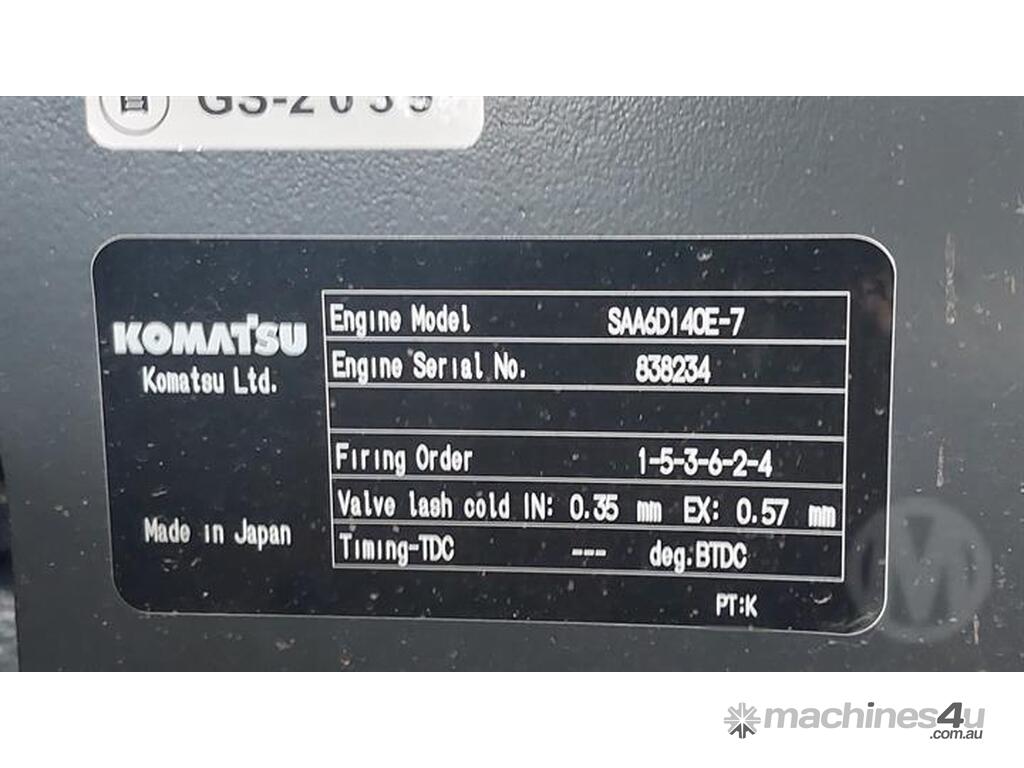 GS-2039
KOMATSU
Komatsu Ltd.
Made in Japan
Engine Model SAA6D140E-7
Engine Serial No. 838234
Firing Order 1-5-3-6-2-4
Valve lash cold IN: 0.35 mm EX: 0.57 mm
Timing-TDC --- deg.BTDC
PT:K
M
machines4u
.com.au